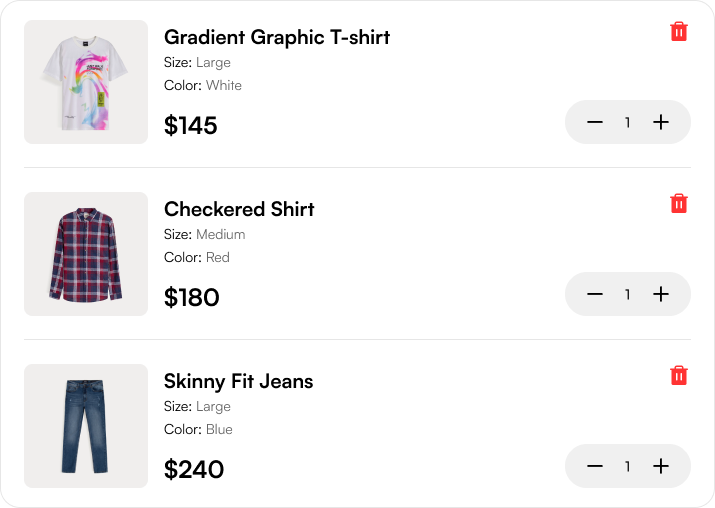 Gradient Graphic T-shirt
Size: Large
Color: White
$145
1
Checkered Shirt
Size: Medium
Color: Red
$180
1
Skinny Fit Jeans
Size: Large
Color: Blue
$240
1